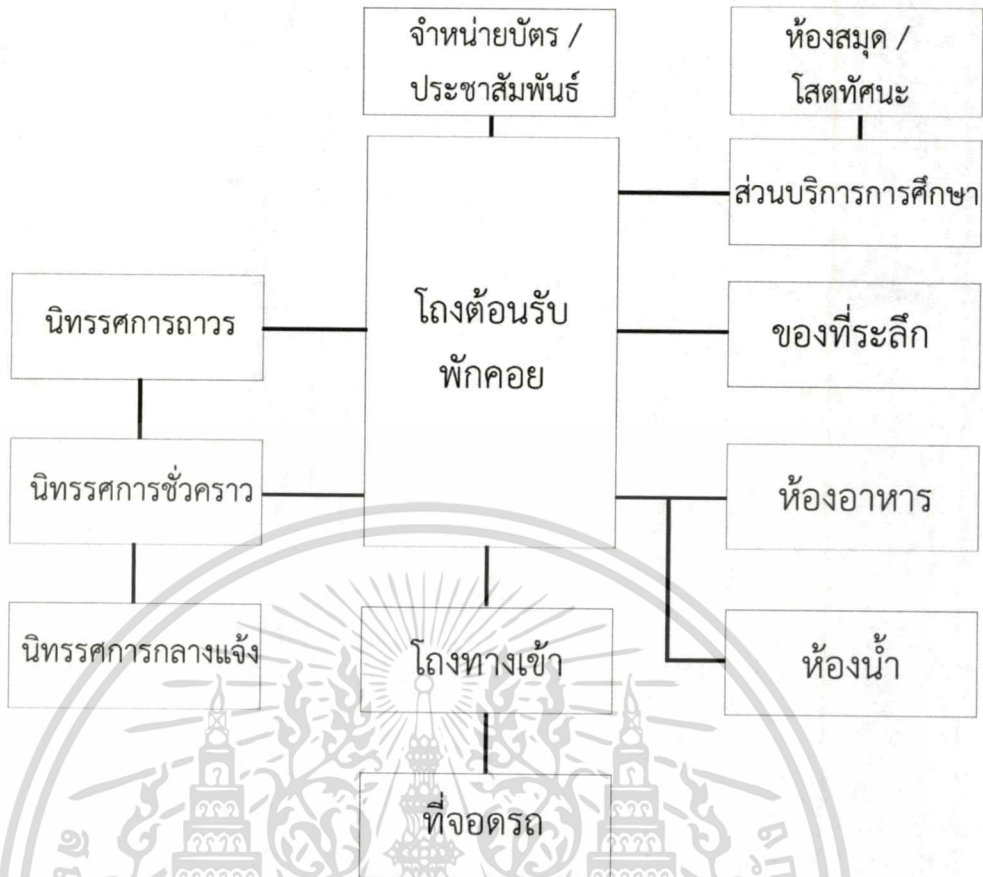 จำหน่ายบัตร /
ประชาสัมพันธ์
ห้องสมุด /
โสตทัศนะ
ส่วนบริการการศึกษา
โถงต้อนรับ
พักคอย
นิทรรศการถาวร
ของที่ระลึก
นิทรรศการชั่วคราว
ห้องอาหาร
นิทรรศการกลางแจ้ง
โถงทางเข้า
ห้องน้ำ
ที่จอดรถ